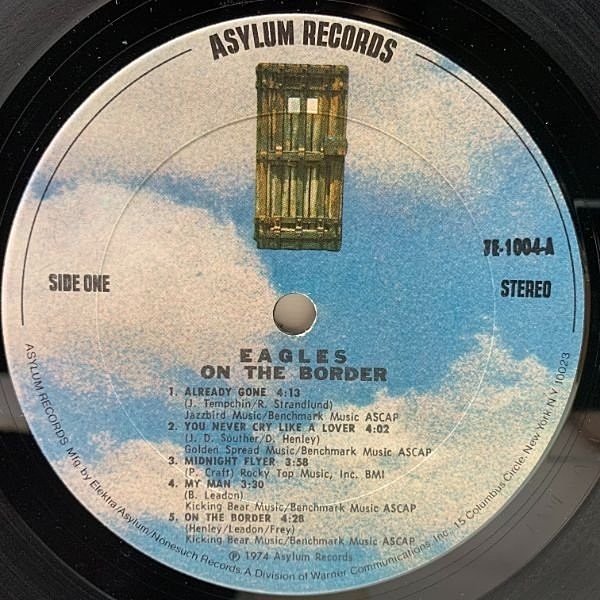 ASYLUM RECORDS
7E-1004-A
SIDE ONE
STEREO
EAGLES
ON THE BORDER
1. ALREADY GONE 4:13
(J. Tempchin/R. Strandlund)
Jazzbird Music/Benchmark Music ASCAP
2. YOU NEVER CRY LIKE A LOVER 4:02
(J. D. Souther/D. Henley)
Golden Spread Music/Benchmark Music ASCAP
3. MIDNIGHT FLYER 3:58
(P. Craft) Rocky Top Music, Inc. BMI
4. MY MAN 3:30
(B. Leadon)
Kicking Bear Music/Benchmark Music ASCAP
5. ON THE BORDER 4:28
(Henley/Leadon/Frey)
Kicking Bear Music/Benchmark Music ASCAP
℗ 1974 Asylum Records
ASYLUM RECORDS Mfg. by Elektra/Asylum/Nonesuch Records. A Division of Warner Communications, Inc. 15 Columbus Circle, New York N.Y. 10023